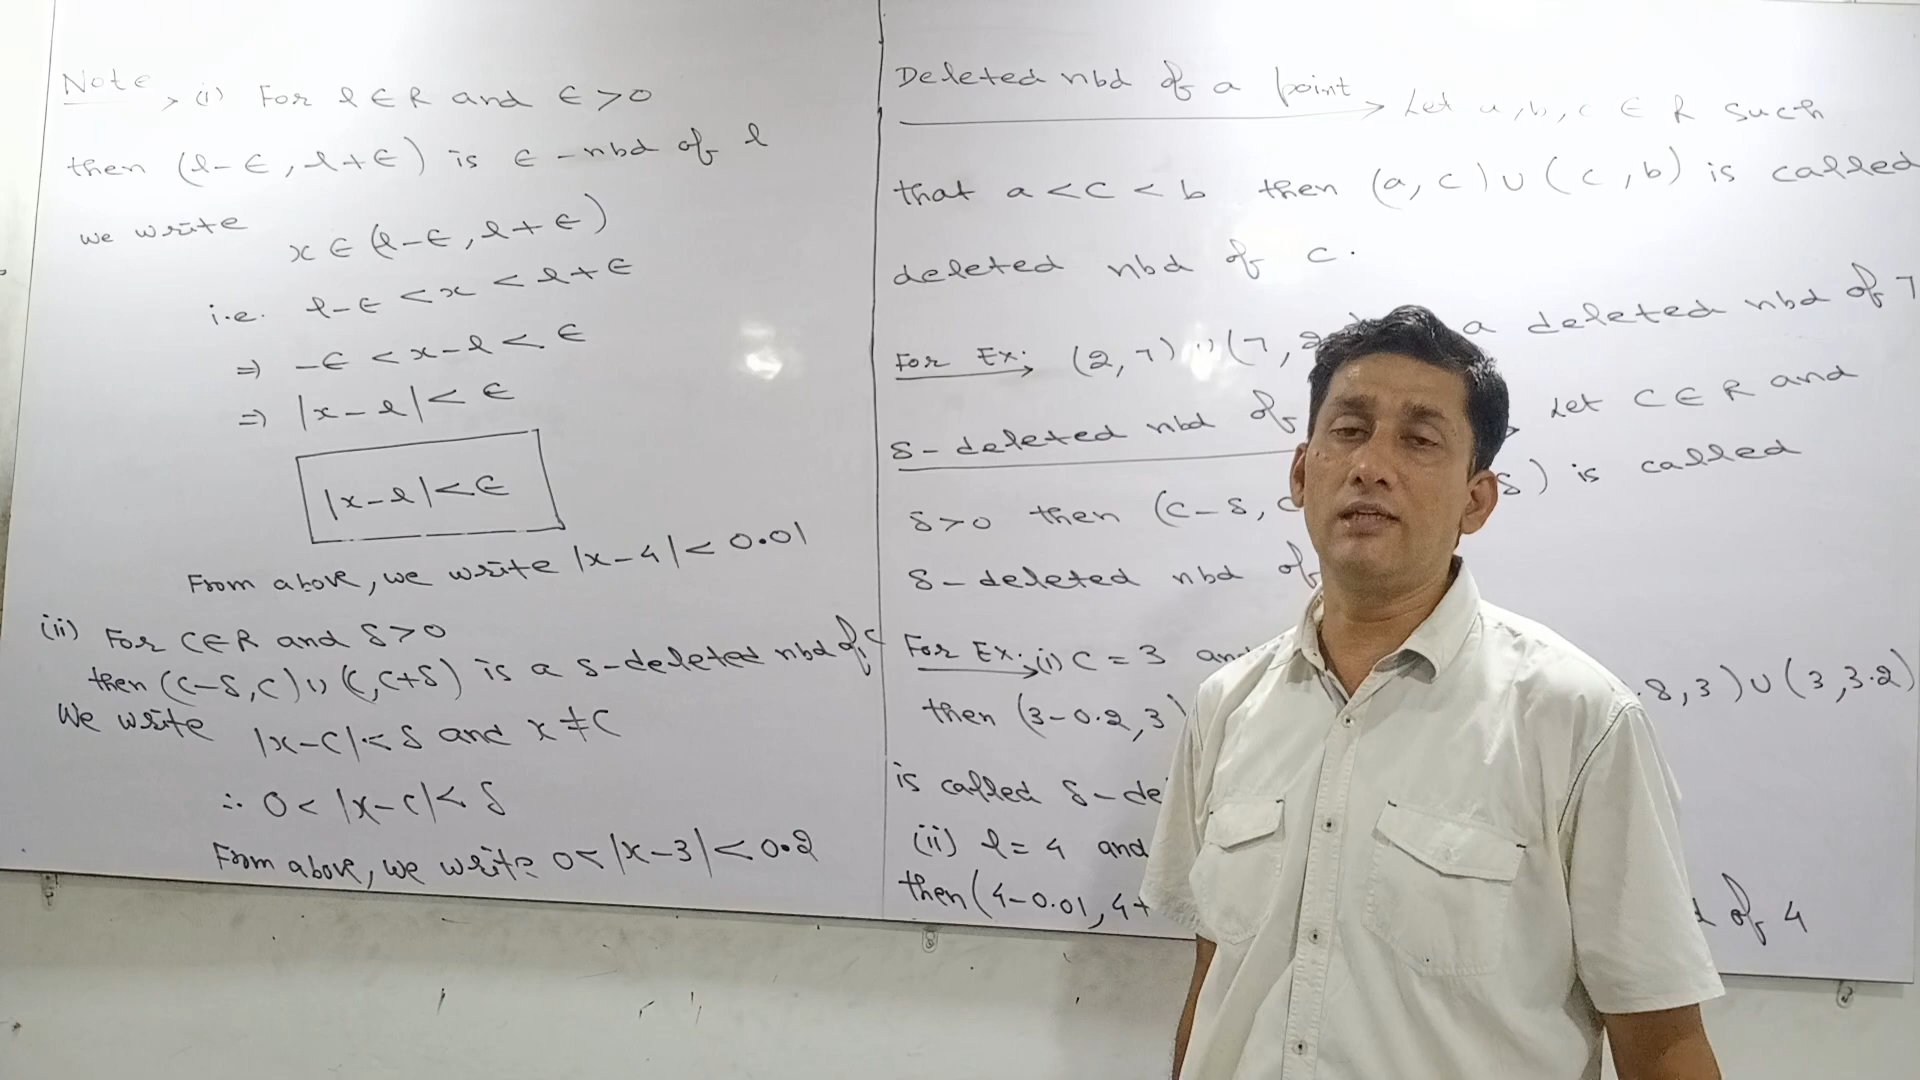 Note → (i) For l ∈ R and ∈ > 0
then (l-∈, l+∈) is ∈-nbd of l
we write
x ∈ (l-∈, l+∈)
i.e. l-∈ < x < l+∈
⇒ -∈ < x-l < ∈
⇒ |x-l| < ∈
|x-l| < ∈
From above, we write |x-4| < 0.01
(ii) For C∈R and δ>0
then (C-δ, C) ∪ (C, C+δ) is a δ-deleted nbd of C
We write |x-C| < δ and x ≠ C
∴ 0 < |x-C| < δ
From above, we write 0 < |x-3| < 0.2
Deleted nbd of a point → Let a, b, c ∈ R such
that a < c < b then (a, c) ∪ (c, b) is called
deleted nbd of c.
For Ex: → (2, 7) ∪ (7, a deleted nbd of 7
δ-deleted nbd of Let C ∈ R and
δ>0 then (C-δ, C δ) is called
δ-deleted nbd of
For Ex: → (i) C = 3
then (3-0.2, 3) 8, 3) ∪ (3, 3.2)
is called
(ii) l = 4 and
then (4-0.01, 4+ of 4